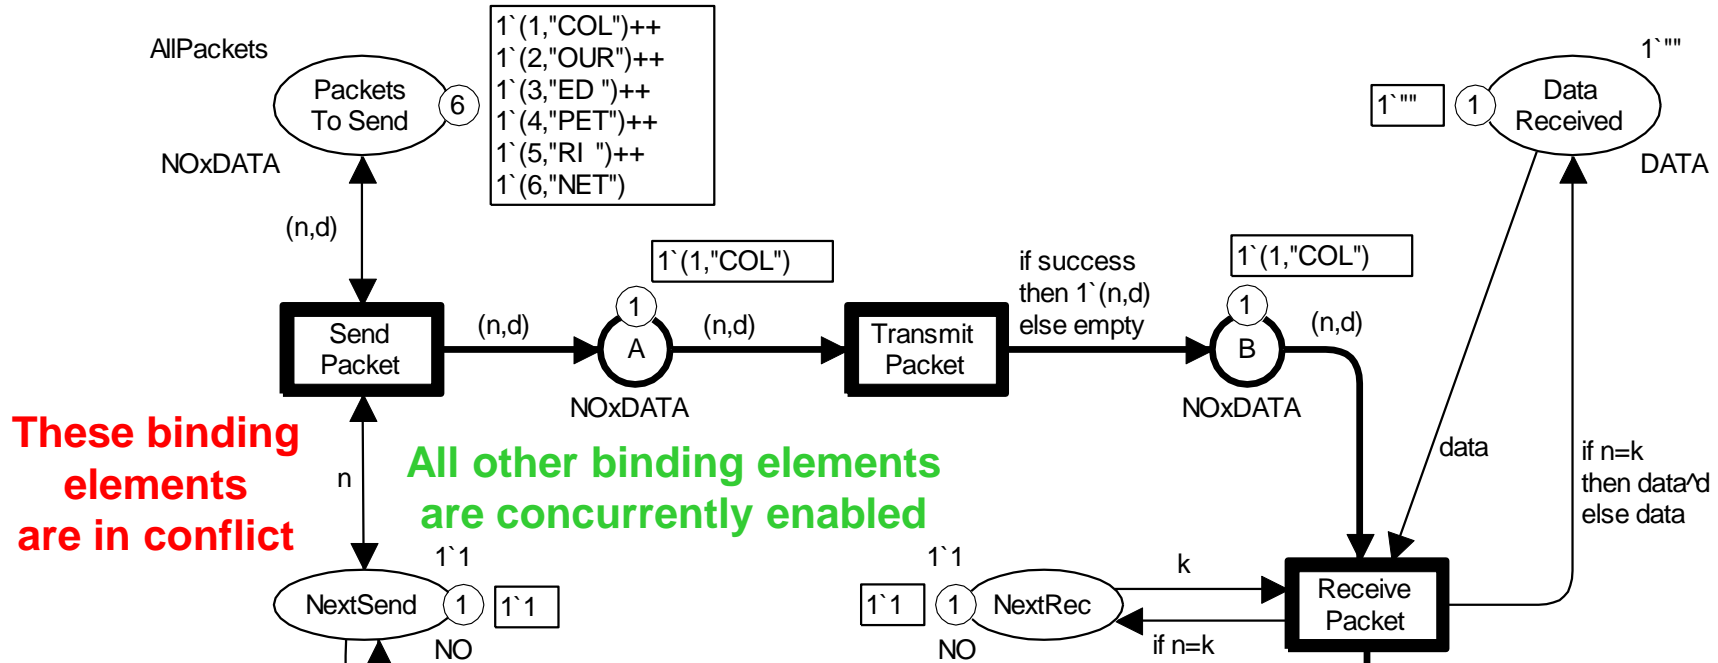 AllPackets
Packets
To Send
6
1`(1,"COL")++
1`(2,"OUR")++
1`(3,"ED ")++
1`(4,"PET")++
1`(5,"RI  ")++
1`(6,"NET")
NOxDATA
1`""
1`""
1
Data
Received
DATA
(n,d)
1`(1,"COL")
1
A
NOxDATA
Send
Packet
(n,d)
(n,d)
Transmit
Packet
if success
then 1`(n,d)
else empty
1`(1,"COL")
1
B
NOxDATA
(n,d)
data
if n=k
then data^d
else data
These binding
elements
are in conflict
n
All other binding elements
are concurrently enabled
1`1
NextSend
1
1`1
NO
1`1
1`1
1
NextRec
NO
k
if n=k
Receive
Packet